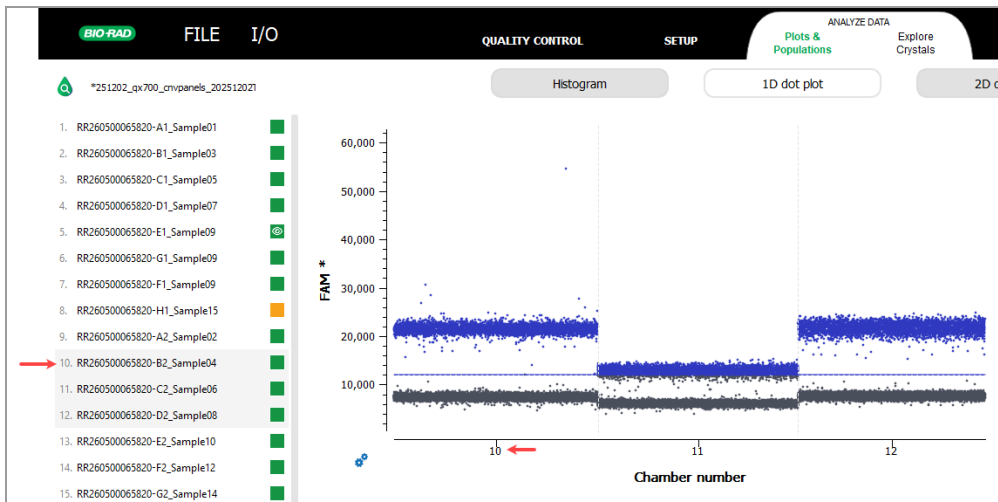 BIO-RAD FILE I/O
QUALITY CONTROL
SETUP
ANALYZE DATA
Plots &
Populations
Explore
Crystals
*251202_qx700_cnvpanels_20251202T
Histogram
1D dot plot
2D
1. RR260500065820-A1_Sample01
2. RR260500065820-B1_Sample03
3. RR260500065820-C1_Sample05
4. RR260500065820-D1_Sample07
5. RR260500065820-E1_Sample09
6. RR260500065820-G1_Sample09
7. RR260500065820-F1_Sample09
8. RR260500065820-H1_Sample15
9. RR260500065820-A2_Sample02
10. RR260500065820-B2_Sample04
11. RR260500065820-C2_Sample06
12. RR260500065820-D2_Sample08
13. RR260500065820-E2_Sample10
14. RR260500065820-F2_Sample12
15. RR260500065820-G2_Sample14
60,000
50,000
40,000
30,000
20,000
10,000
FAM *
10 11 12
Chamber number